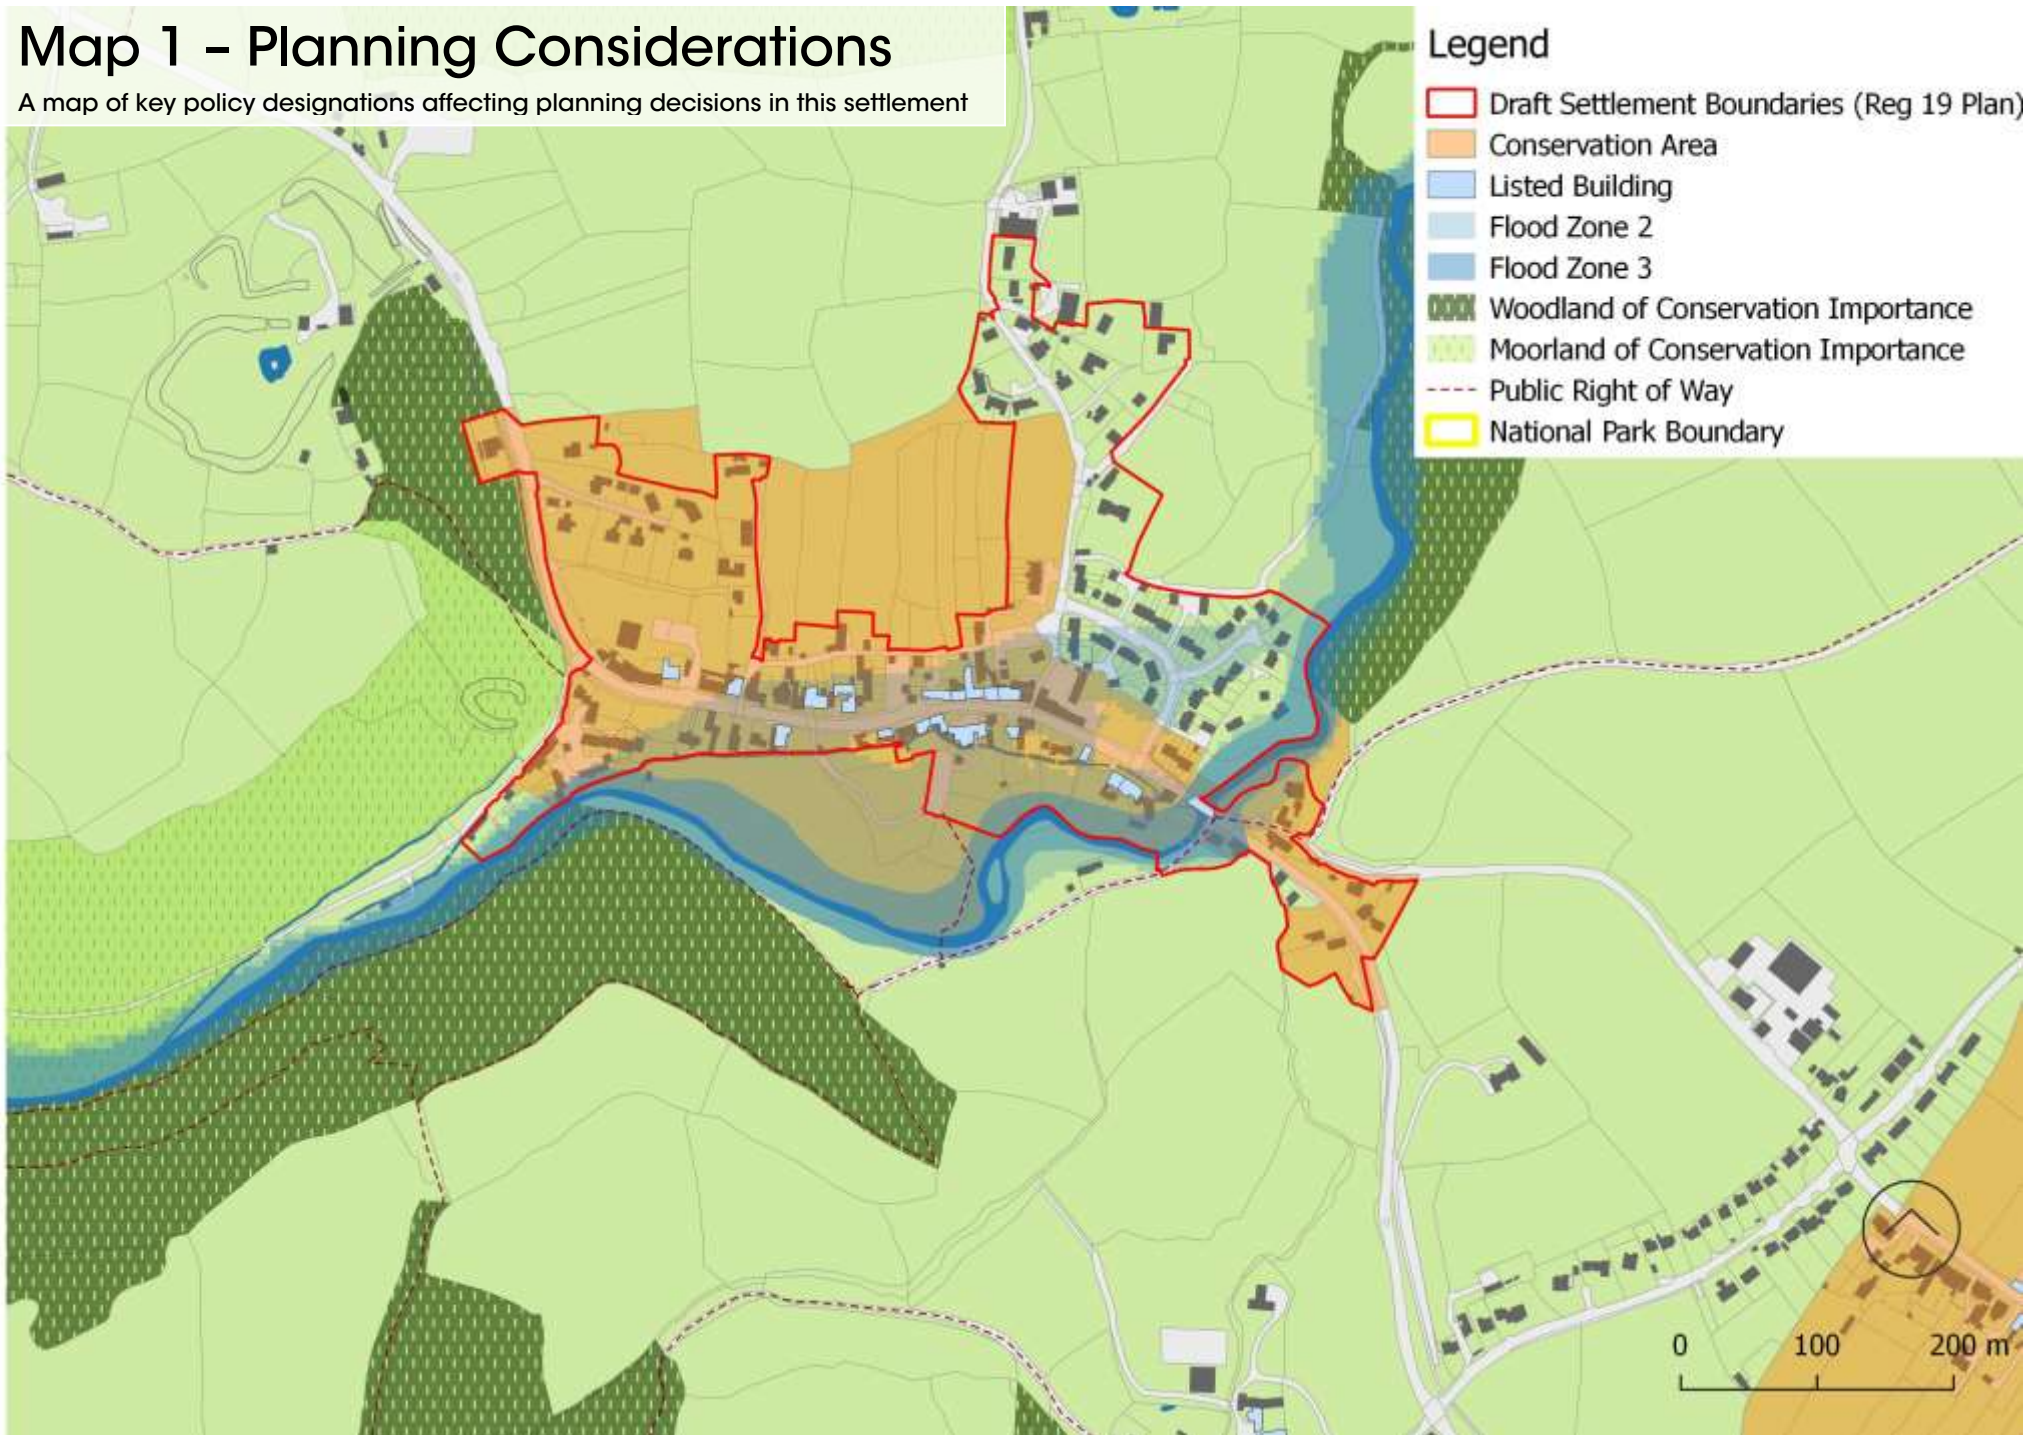 Map 1 – Planning Considerations
A map of key policy designations affecting planning decisions in this settlement
Legend
Draft Settlement Boundaries (Reg 19 Plan)
Conservation Area
Listed Building
Flood Zone 2
Flood Zone 3
Woodland of Conservation Importance
Moorland of Conservation Importance
Public Right of Way
National Park Boundary
0 100 200 m